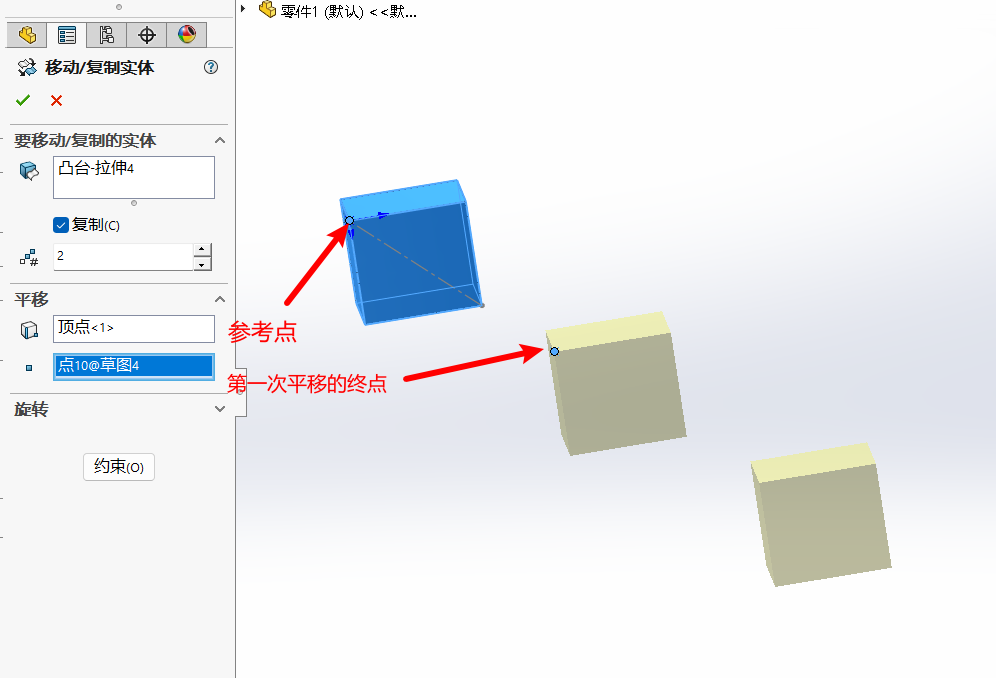 零件1 (默认) <<默...
移动/复制实体
要移动/复制的实体
凸台-拉伸4
复制(C)
2
平移
顶点<1>
参考点
点10@草图4
第一次平移的终点
旋转
约束(O)